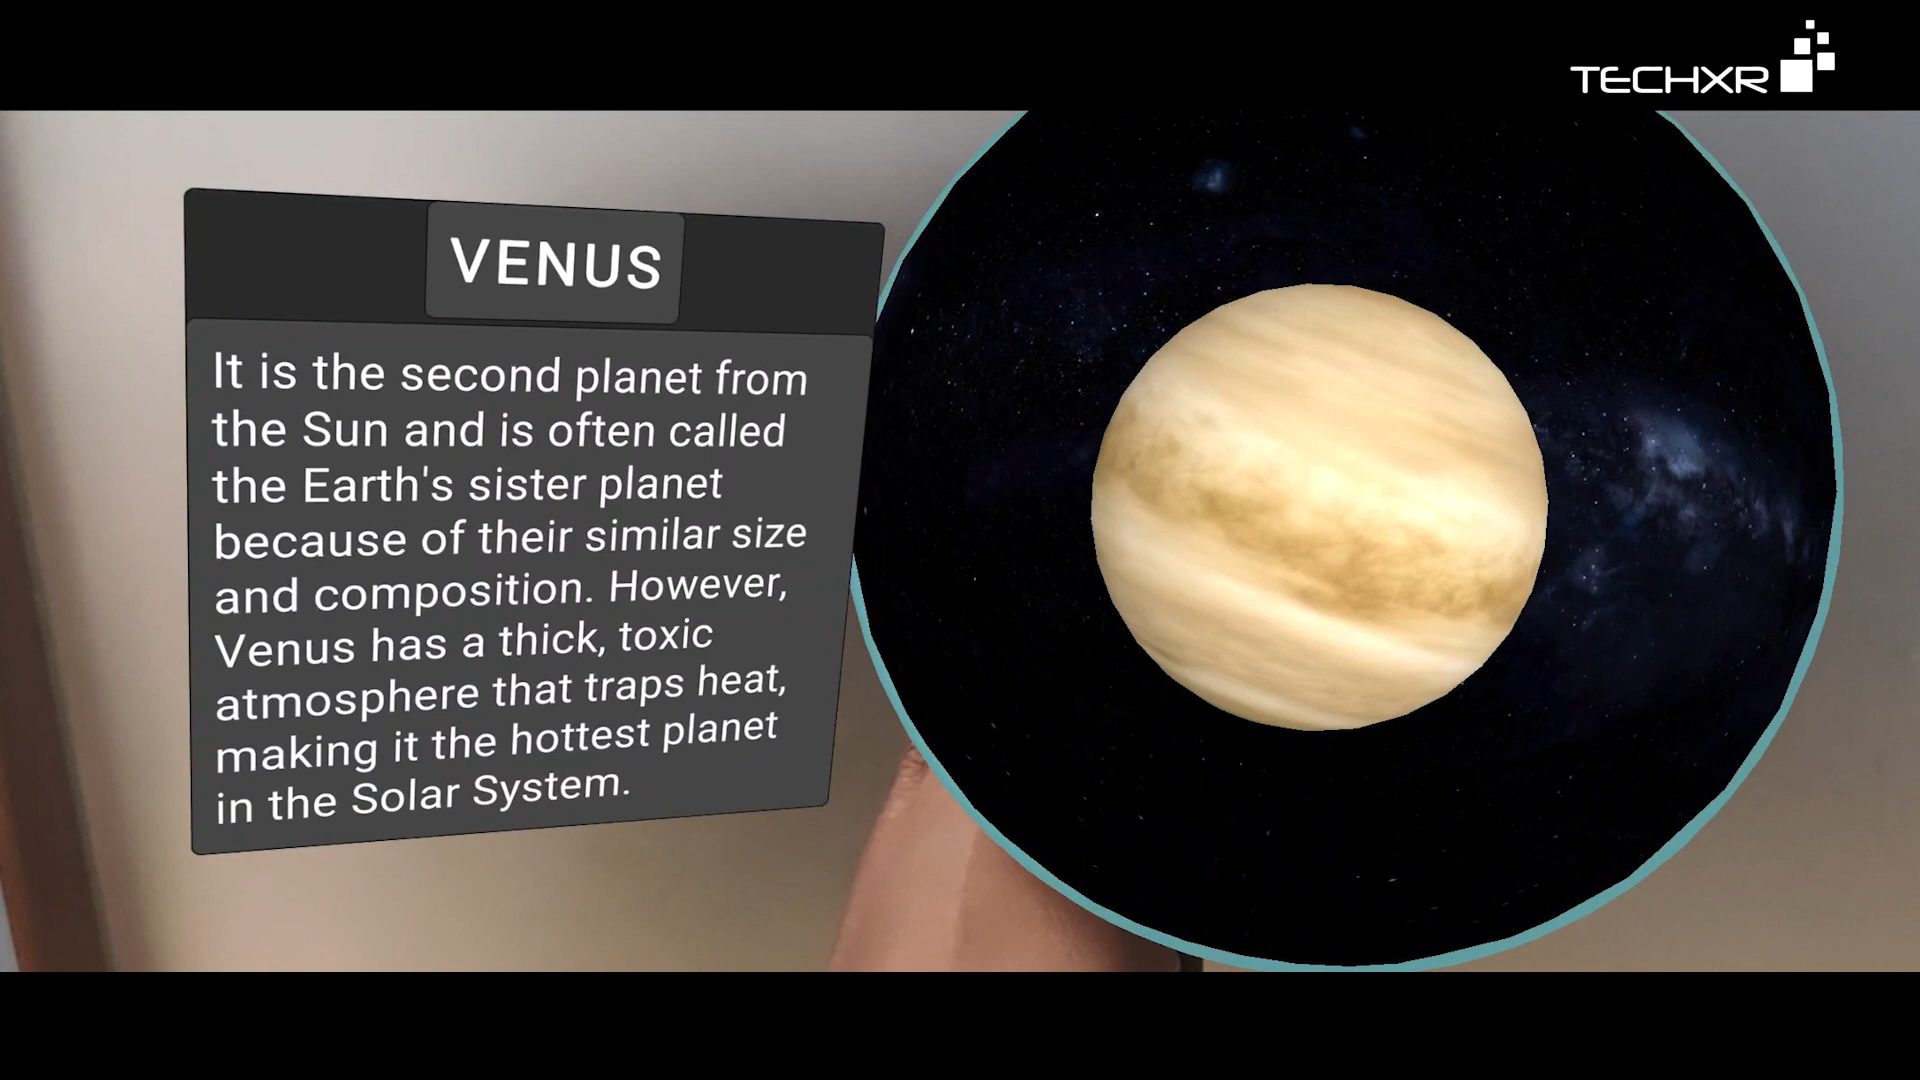 TECHXR
VENUS
It is the second planet from
the Sun and is often called
the Earth's sister planet
because of their similar size
and composition. However,
Venus has a thick, toxic
atmosphere that traps heat,
making it the hottest planet
in the Solar System.